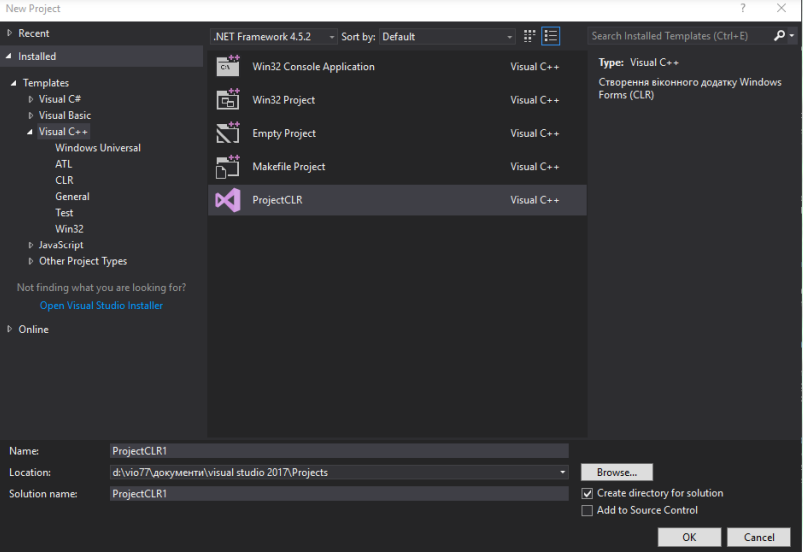 New Project
?
Recent
.NET Framework 4.5.2
Sort by: Default
Search Installed Templates (Ctrl+E)
Installed
Templates
Visual C#
Visual Basic
Visual C++
Windows Universal
ATL
CLR
General
Test
Win32
JavaScript
Other Project Types
Not finding what you are looking for?
Open Visual Studio Installer
Online
Win32 Console Application Visual C++
Win32 Project Visual C++
Empty Project Visual C++
Makefile Project Visual C++
ProjectCLR Visual C++
Type: Visual C++
Створення віконного додатку Windows
Forms (CLR)
Name: ProjectCLR1
Location: d:\vio77\документи\visual studio 2017\Projects
Browse...
Solution name: ProjectCLR1
Create directory for solution
Add to Source Control
OK Cancel